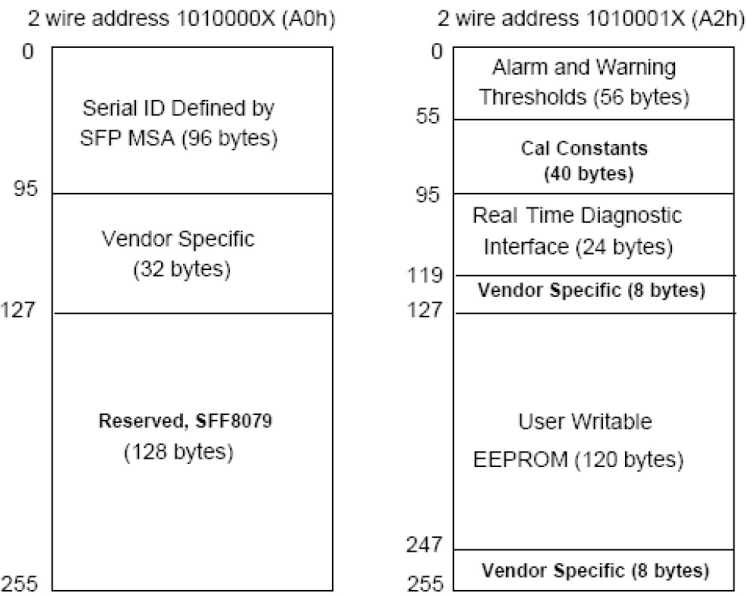 2 wire address 1010000X (A0h)
0
Serial ID Defined by
SFP MSA (96 bytes)
95
Vendor Specific
(32 bytes)
127
Reserved, SFF8079
(128 bytes)
255
2 wire address 1010001X (A2h)
0
Alarm and Warning
Thresholds (56 bytes)
55
Cal Constants
(40 bytes)
95
Real Time Diagnostic
Interface (24 bytes)
119
Vendor Specific (8 bytes)
127
User Writable
EEPROM (120 bytes)
247
Vendor Specific (8 bytes)
255